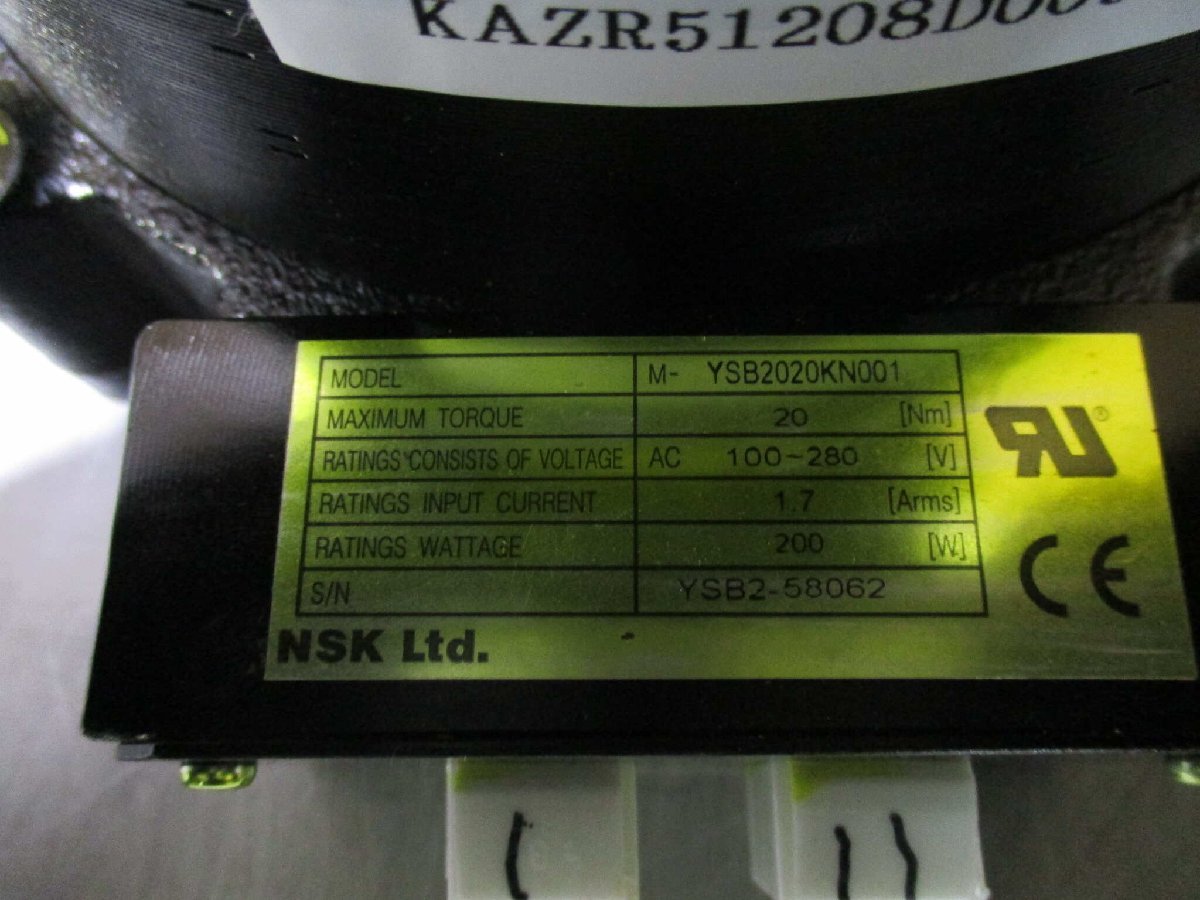 KAZR51208D00
MODEL M- YSB2020KN001
MAXIMUM TORQUE 20 [Nm]
RATINGS CONSISTS OF VOLTAGE AC 100~280 [V]
RATINGS INPUT CURRENT 1.7 [Arms]
RATINGS WATTAGE 200 [W]
S/N YSB2-58062
NSK Ltd.
RU®
CE